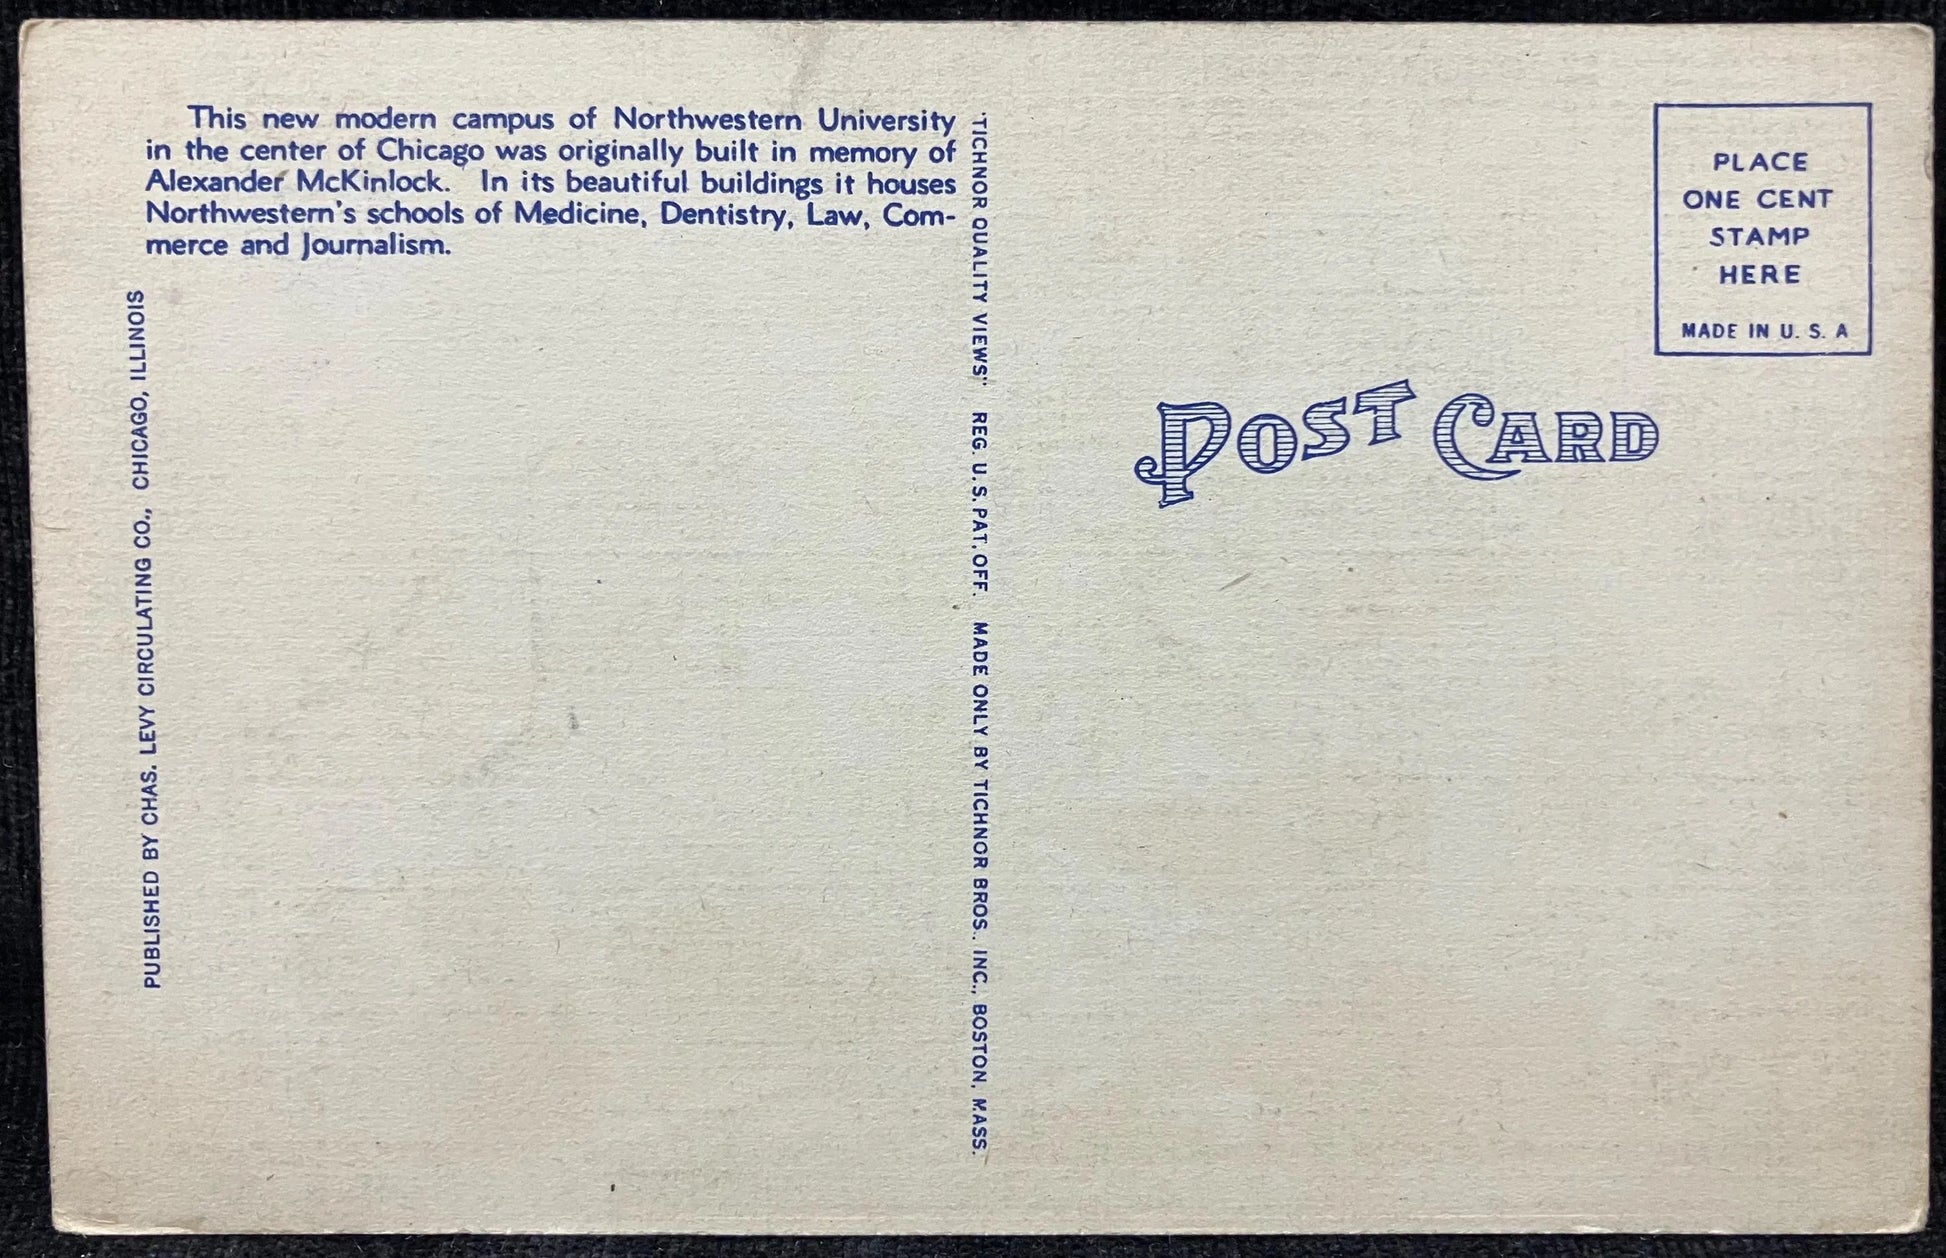 This new modern campus of Northwestern University
in the center of Chicago was originally built in memory of
Alexander McKinlock. In its beautiful buildings it houses
Northwestern's schools of Medicine, Dentistry, Law, Com-
merce and Journalism.
PUBLISHED BY CHAS. LEVY CIRCULATING CO., CHICAGO, ILLINOIS
"TICHNOR QUALITY VIEWS" REG. U. S. PAT. OFF. MADE ONLY BY TICHNOR BROS., INC., BOSTON, MASS.
PLACE
ONE CENT
STAMP
HERE
MADE IN U. S. A
POST CARD